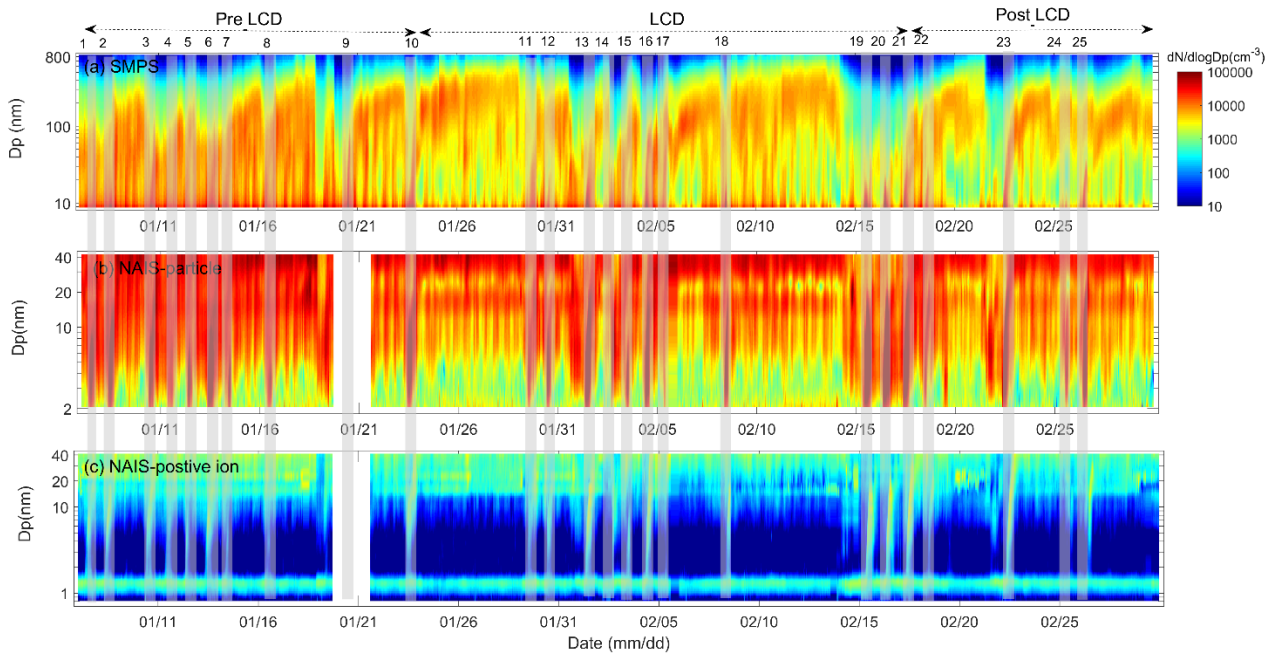 Pre LCD LCD Post LCD
1 2 3 4 5 6 7 8 9 10 11 12 13 14 15 16 17 18 19 20 21 22 23 24 25
dN/dlogDp(cm⁻³)
(a) SMPS
Dp (nm)
800
100
10
100000
10000
1000
100
10
01/11 01/16 01/21 01/26 01/31 02/05 02/10 02/15 02/20 02/25
(b) NAIS-particle
Dp(nm)
40
20
10
2
01/11 01/16 01/21 01/26 01/31 02/05 02/10 02/15 02/20 02/25
(c) NAIS-postive ion
Dp(nm)
40
20
10
1
01/11 01/16 01/21 01/26 01/31 02/05 02/10 02/15 02/20 02/25
Date (mm/dd)